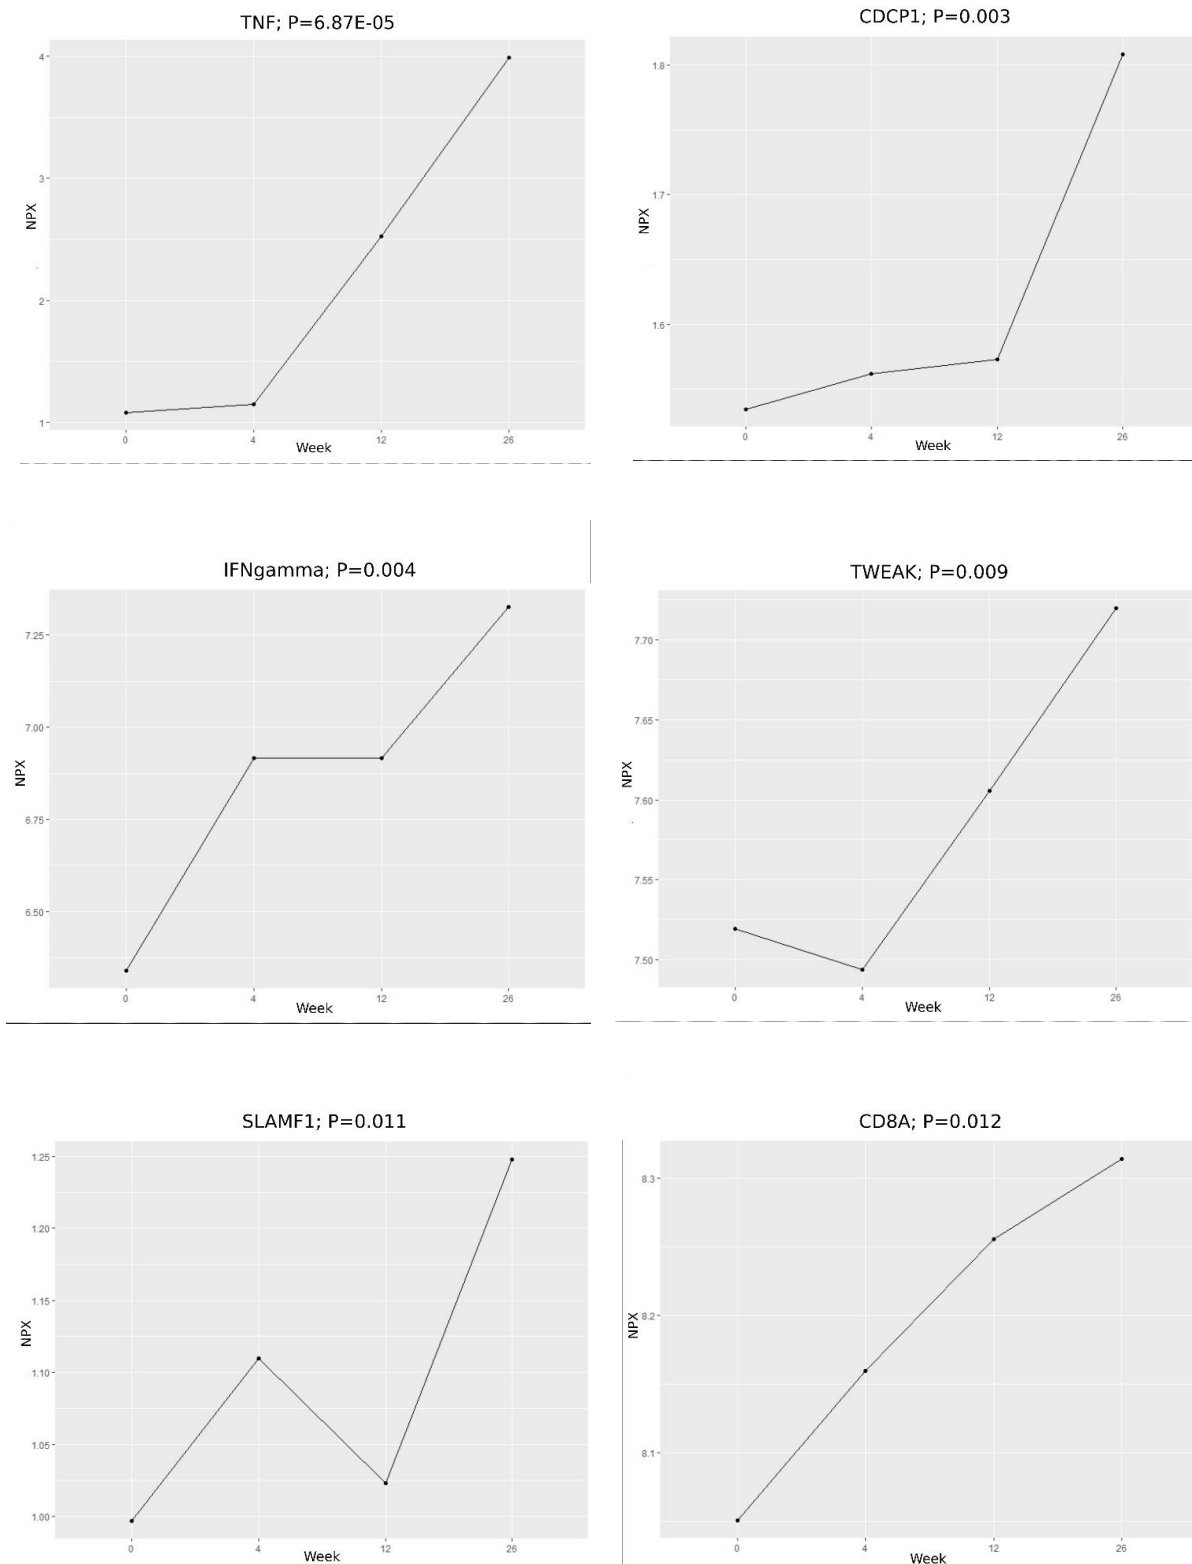 TNF; P=6.87E-05
4
3
2
1
NPX
0 4 12 26
Week
CDCP1; P=0.003
1.8
1.7
1.6
NPX
0 4 12 26
Week
IFNgamma; P=0.004
7.25
7.00
6.75
6.50
NPX
0 4 12 26
Week
TWEAK; P=0.009
7.70
7.65
7.60
7.55
7.50
NPX
0 4 12 26
Week
SLAMF1; P=0.011
1.25
1.20
1.15
1.10
1.05
1.00
NPX
0 4 12 26
Week
CD8A; P=0.012
8.3
8.2
8.1
NPX
0 4 12 26
Week